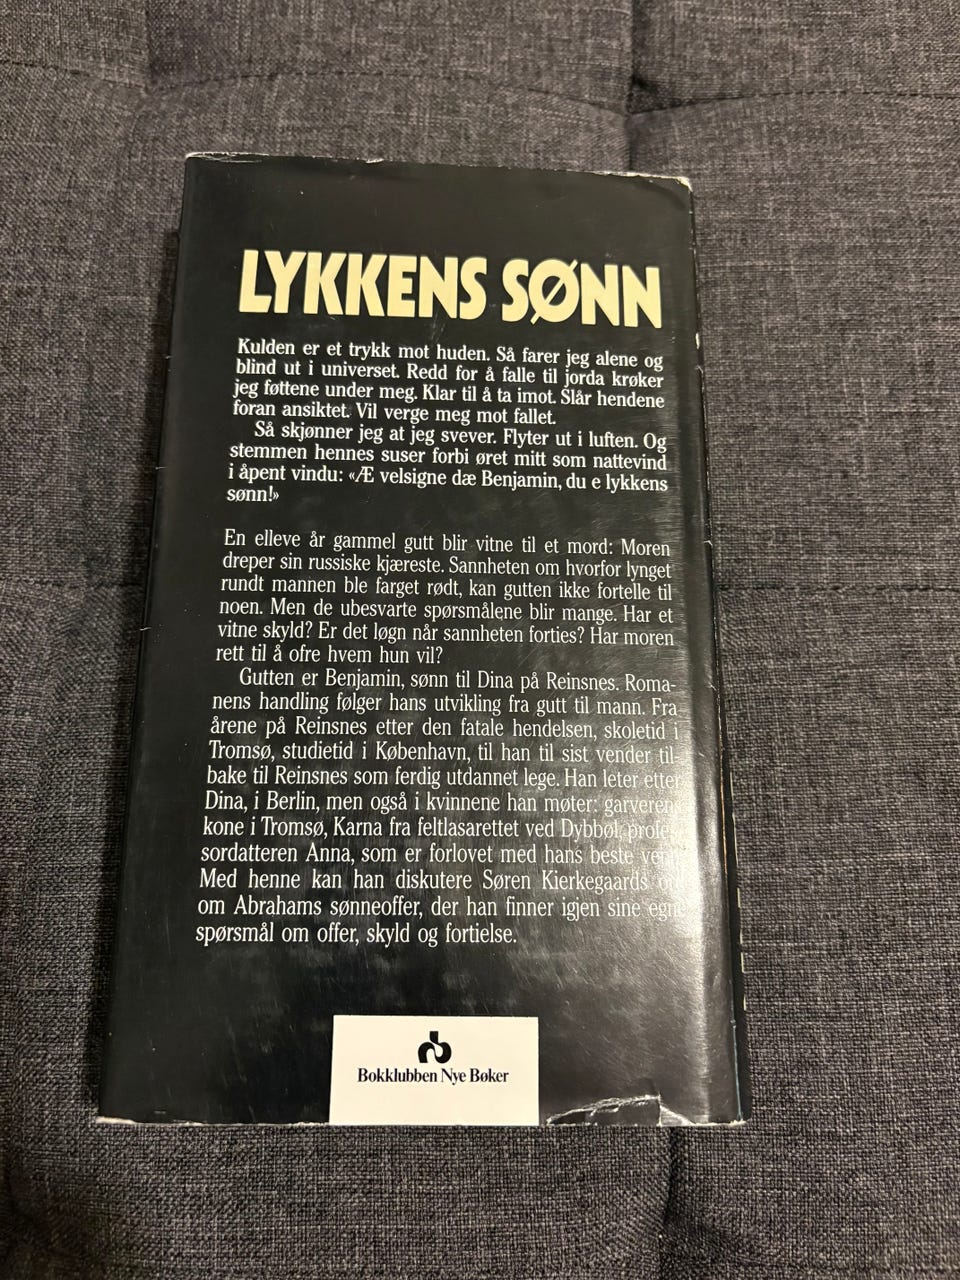 LYKKENS SØNN
Kulden er et trykk mot huden. Så farer jeg alene og
blind ut i universet. Redd for å falle til jorda krøker
jeg føttene under meg. Klar til å ta imot. Slår hendene
foran ansiktet. Vil verge meg mot fallet.
Så skjønner jeg at jeg svever. Flyter ut i luften. Og
stemmen hennes suser forbi øret mitt som nattevind
i åpent vindu: «Æ velsigne dæ Benjamin, du e lykkens
sønn!»
En elleve år gammel gutt blir vitne til et mord: Moren
dreper sin russiske kjæreste. Sannheten om hvorfor lynget
rundt mannen ble farget rødt, kan gutten ikke fortelle til
noen. Men de ubesvarte spørsmålene blir mange. Har et
vitne skyld? Er det løgn når sannheten forties? Har moren
rett til å ofre hvem hun vil?
Gutten er Benjamin, sønn til Dina på Reinsnes. Roma-
nens handling følger hans utvikling fra gutt til mann. Fra
årene på Reinsnes etter den fatale hendelsen, skoletid i
Tromsø, studietid i København, til han til sist vender til-
bake til Reinsnes som ferdig utdannet lege. Han leter etter
Dina, i Berlin, men også i kvinnene han møter: garverens
kone i Tromsø, Karna fra feltlasarettet ved Dybbøl,
sordatteren Anna, som er forlovet med hans beste venn.
Med henne kan han diskutere Søren Kierkegaards
om Abrahams sønneoffer, der han finner igjen sine egne
spørsmål om offer, skyld og fortielse.
Bokklubben Nye Bøker